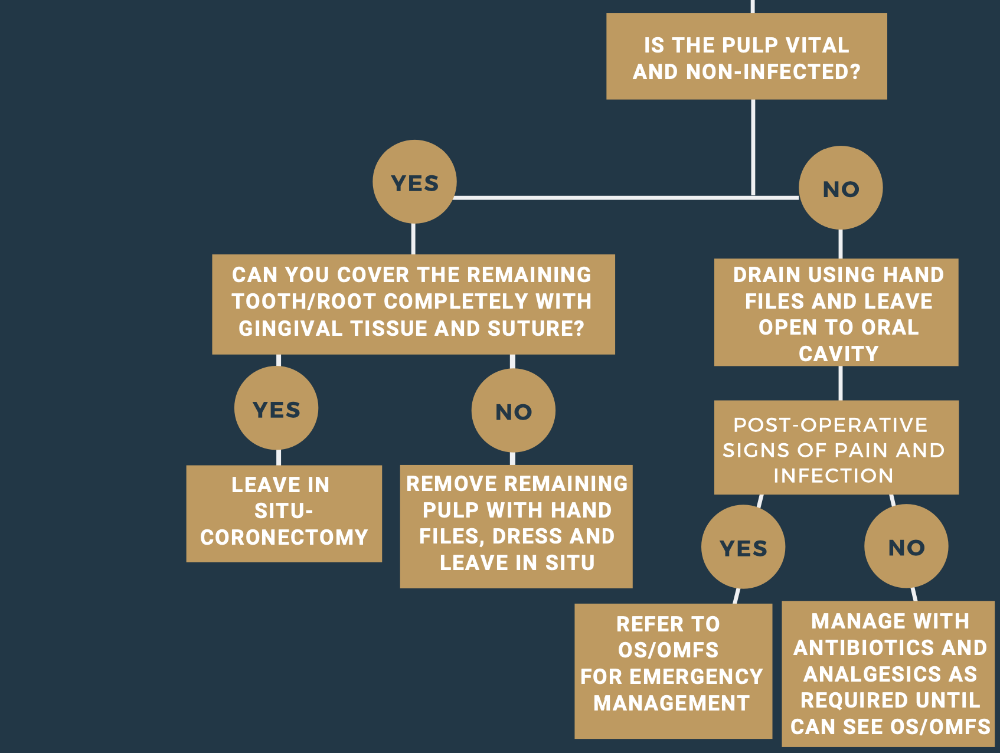 IS THE PULP VITAL
AND NON-INFECTED?
YES
NO
CAN YOU COVER THE REMAINING
TOOTH/ROOT COMPLETELY WITH
GINGIVAL TISSUE AND SUTURE?
DRAIN USING HAND
FILES AND LEAVE
OPEN TO ORAL
CAVITY
YES
NO
LEAVE IN
SITU-
CORONECTOMY
REMOVE REMAINING
PULP WITH HAND
FILES, DRESS AND
LEAVE IN SITU
POST-OPERATIVE
SIGNS OF PAIN AND
INFECTION
YES
NO
REFER TO
OS/OMFS
FOR EMERGENCY
MANAGEMENT
MANAGE WITH
ANTIBIOTICS AND
ANALGESICS AS
REQUIRED UNTIL
CAN SEE OS/OMFS